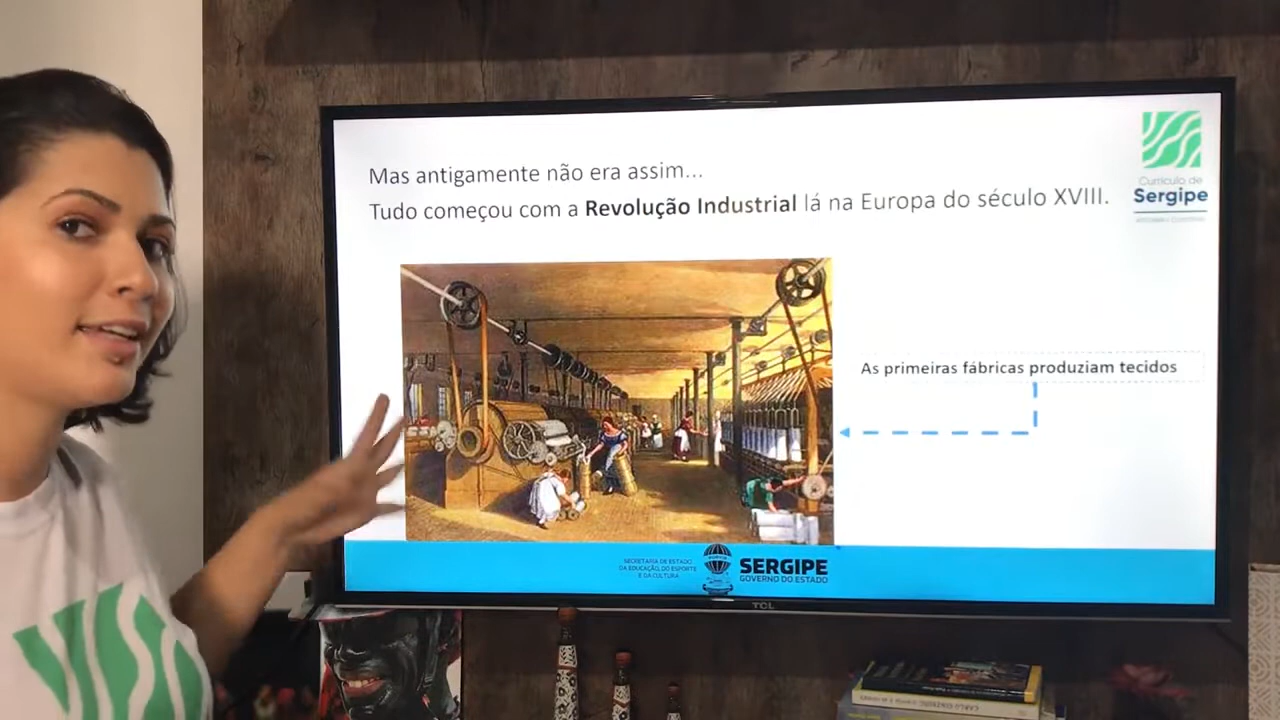 Mas antigamente não era assim...
Tudo começou com a Revolução Industrial lá na Europa do século XVIII.
Currículo de
Sergipe
As primeiras fábricas produziam tecidos
SECRETARIA DE ESTADO
DA EDUCAÇÃO, DO ESPORTE
E DA CULTURA
SERGIPE
GOVERNO DO ESTADO
TCL